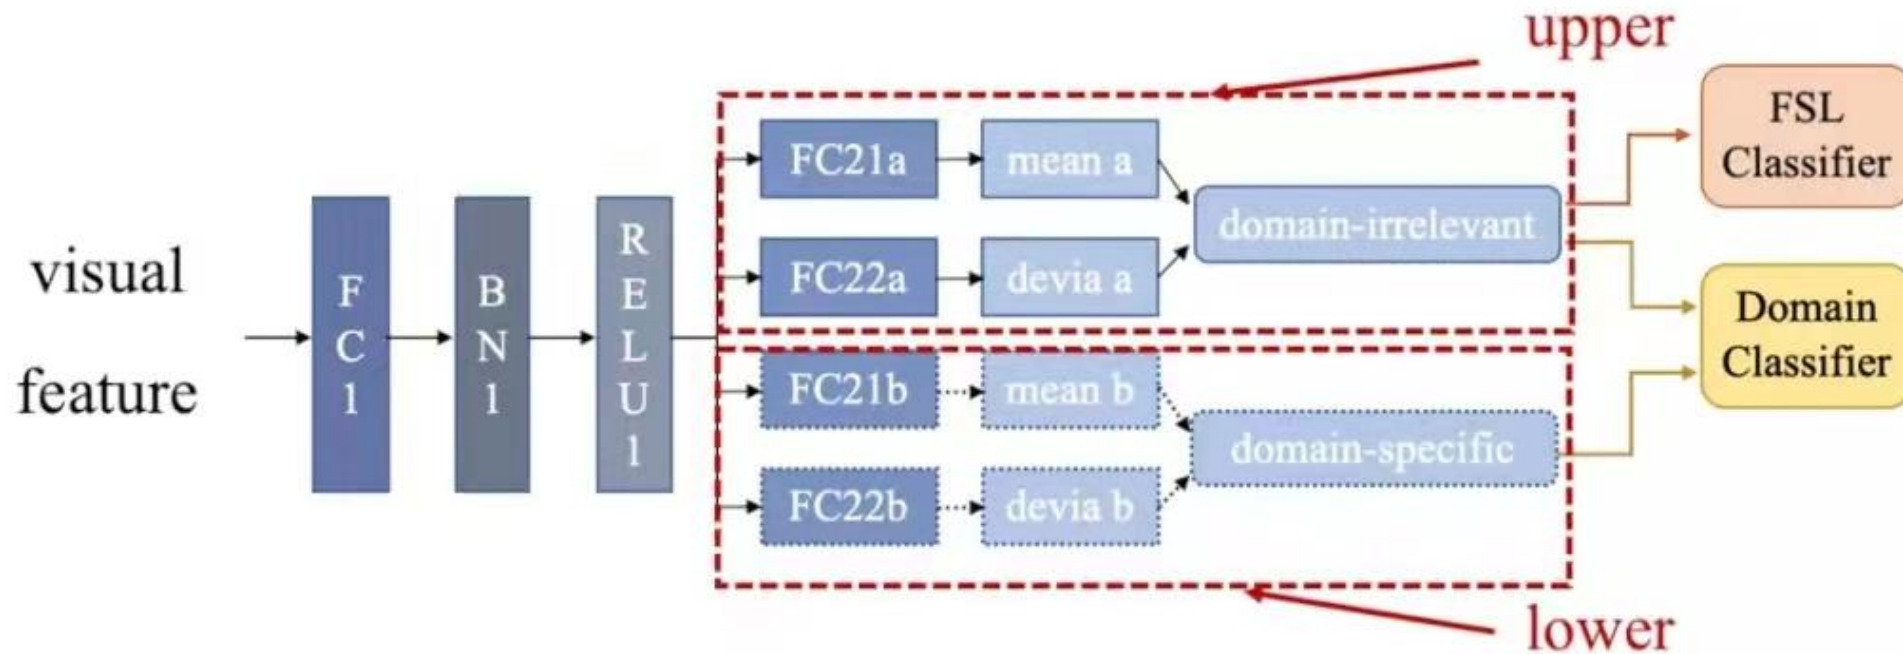 upper
FSL
Classifier
FC21a
mean a
domain-irrelevant
FC22a
devia a
visual
feature
FC1
BN1
RELU1
Domain
Classifier
FC21b
mean b
domain-specific
FC22b
devia b
lower